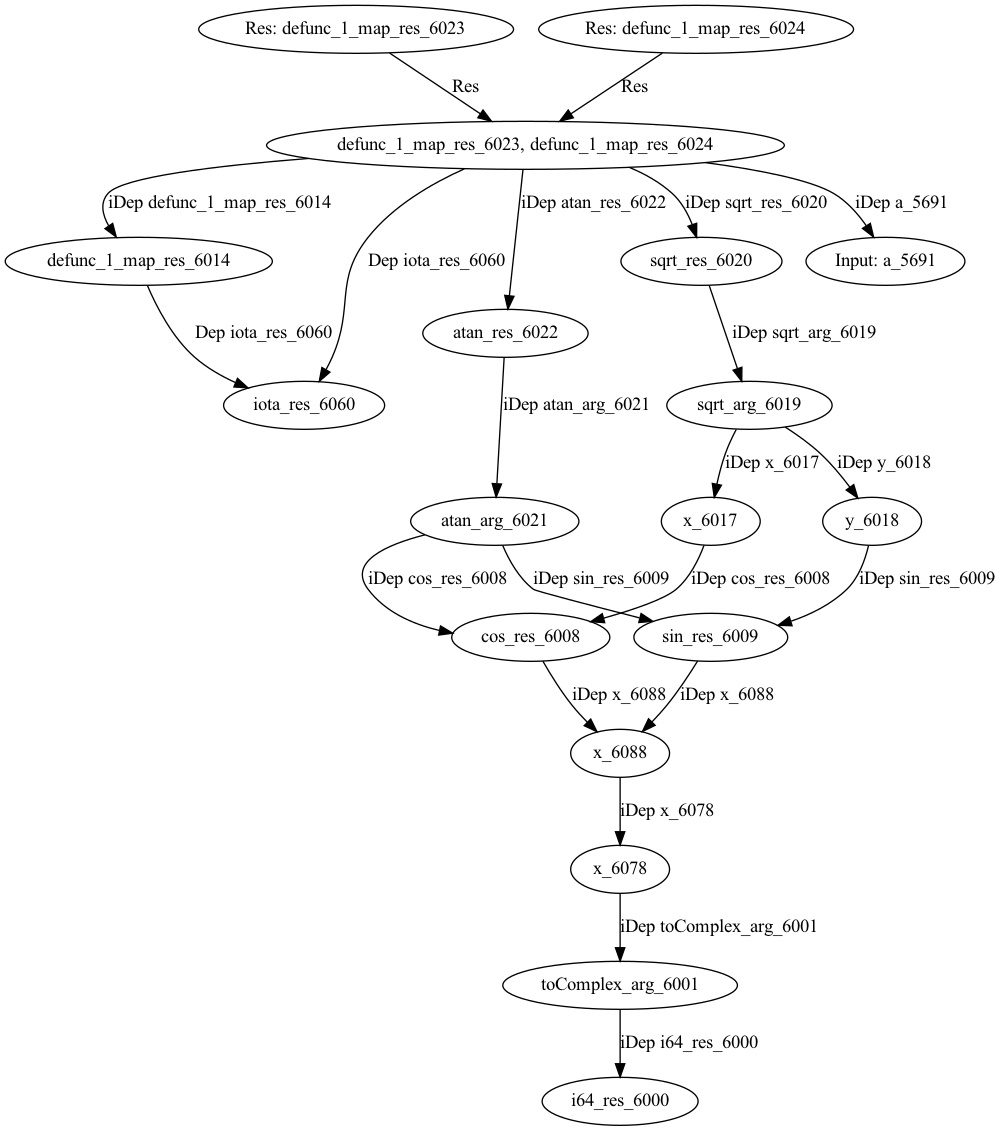 Res: defunc_1_map_res_6023
Res: defunc_1_map_res_6024
Res
Res
defunc_1_map_res_6023, defunc_1_map_res_6024
iDep defunc_1_map_res_6014
iDep atan_res_6022
iDep sqrt_res_6020
iDep a_5691
defunc_1_map_res_6014
Dep iota_res_6060
sqrt_res_6020
Input: a_5691
Dep iota_res_6060
atan_res_6022
iDep sqrt_arg_6019
iota_res_6060
iDep atan_arg_6021
sqrt_arg_6019
iDep x_6017
iDep y_6018
atan_arg_6021
x_6017
y_6018
iDep cos_res_6008
iDep sin_res_6009
iDep cos_res_6008
iDep sin_res_6009
cos_res_6008
sin_res_6009
iDep x_6088
iDep x_6088
x_6088
iDep x_6078
x_6078
iDep toComplex_arg_6001
toComplex_arg_6001
iDep i64_res_6000
i64_res_6000